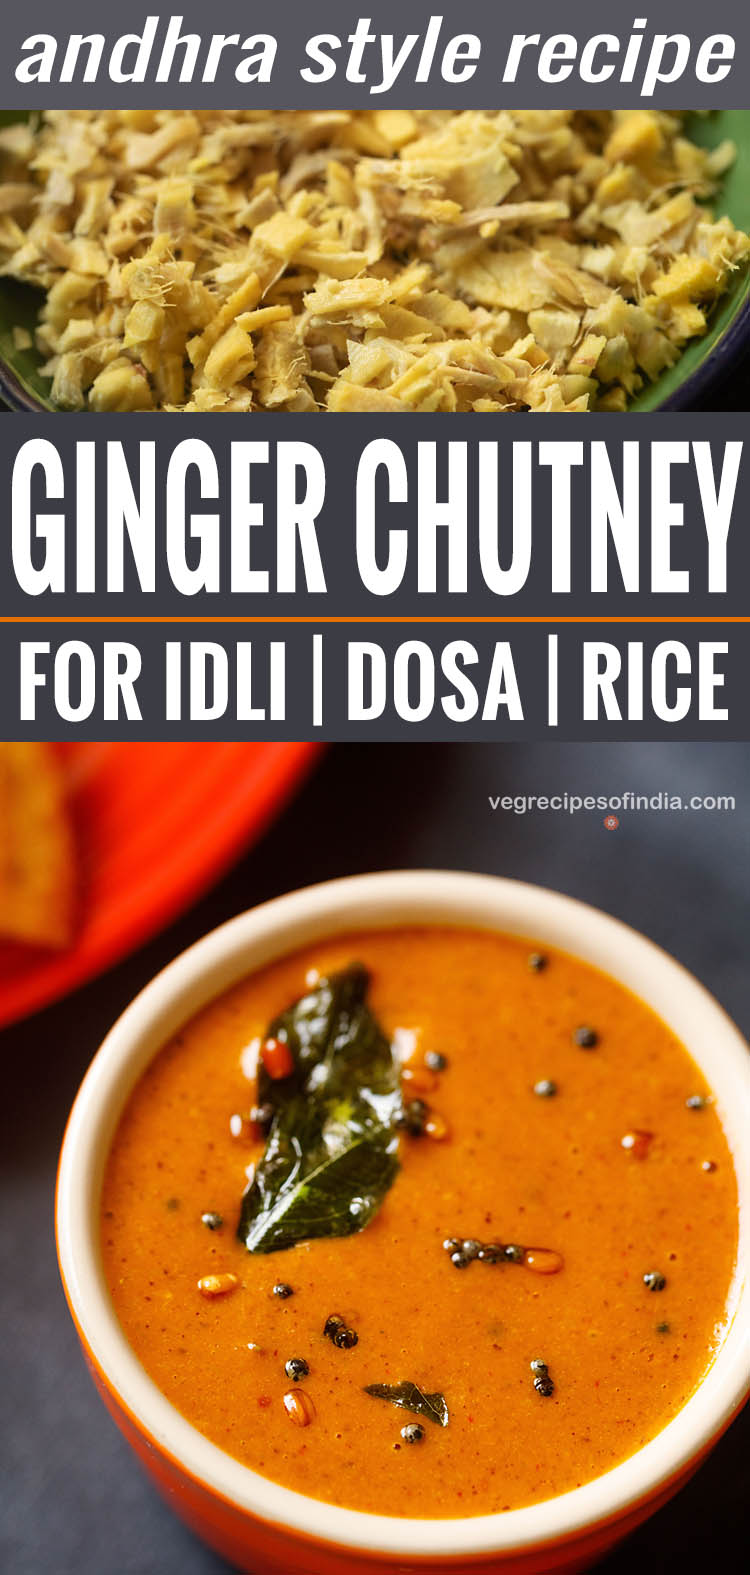 andhra style recipe
GINGER CHUTNEY
FOR IDLI | DOSA | RICE
vegrecipesofindia.com